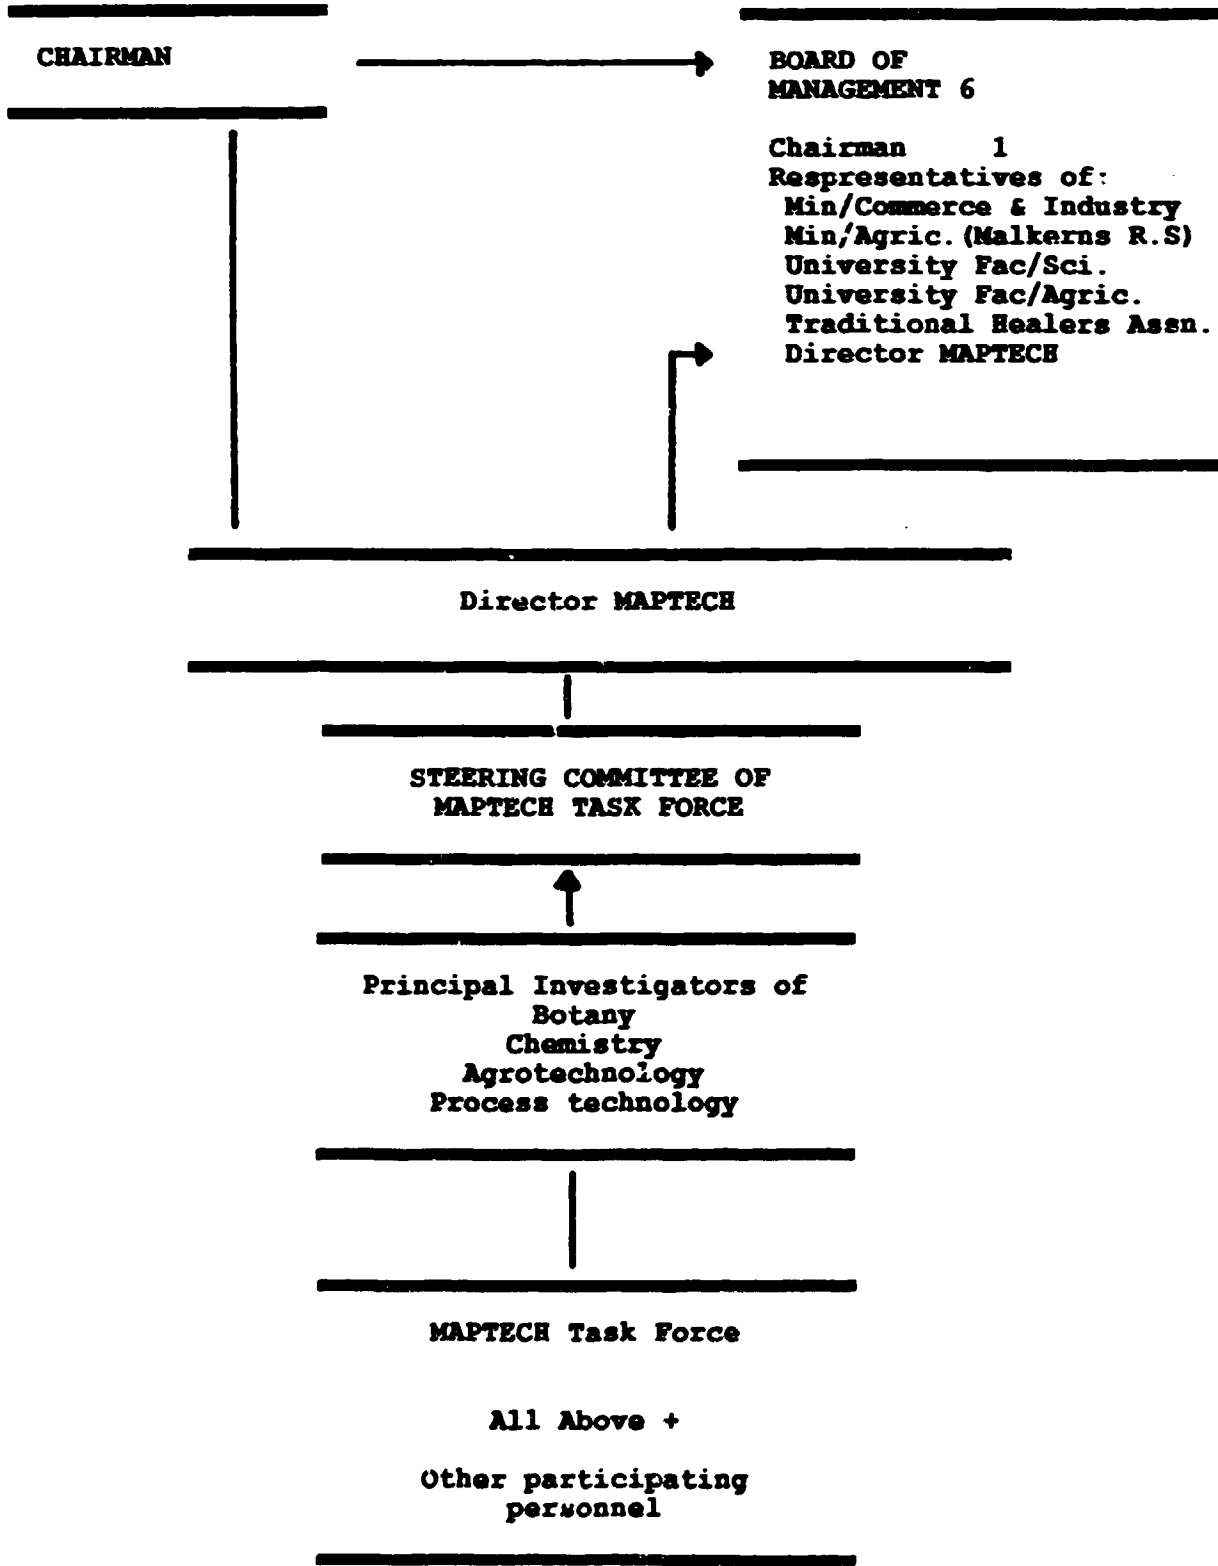 CHAIRMAN
BOARD OF
MANAGEMENT 6
Chairman 1
Respresentatives of:
Min/Commerce & Industry
Min/Agric. (Malkerns R.S)
University Fac/Sci.
University Fac/Agric.
Traditional Healers Assn.
Director MAPTECH
Director MAPTECH
STEERING COMMITTEE OF
MAPTECH TASK FORCE
Principal Investigators of
Botany
Chemistry
Agrotechnology
Process technology
MAPTECH Task Force
All Above +
Other participating
personnel